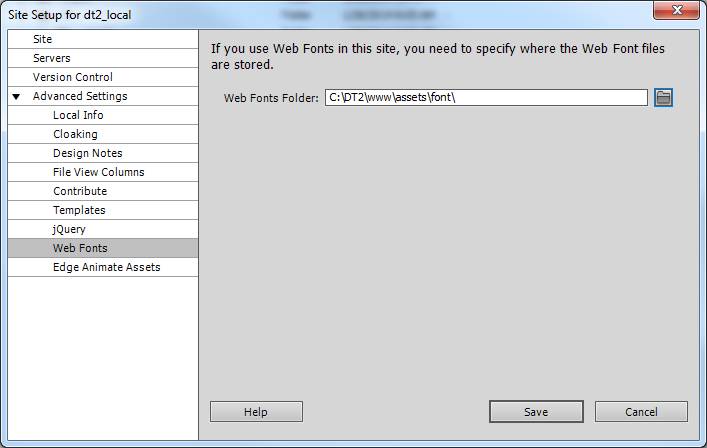 Site Setup for dt2_local
Site
Servers
Version Control
Advanced Settings
Local Info
Cloaking
Design Notes
File View Columns
Contribute
Templates
jQuery
Web Fonts
Edge Animate Assets
If you use Web Fonts in this site, you need to specify where the Web Font files
are stored.
Web Fonts Folder: C:\DT2\www\assets\font\
Help
Save
Cancel